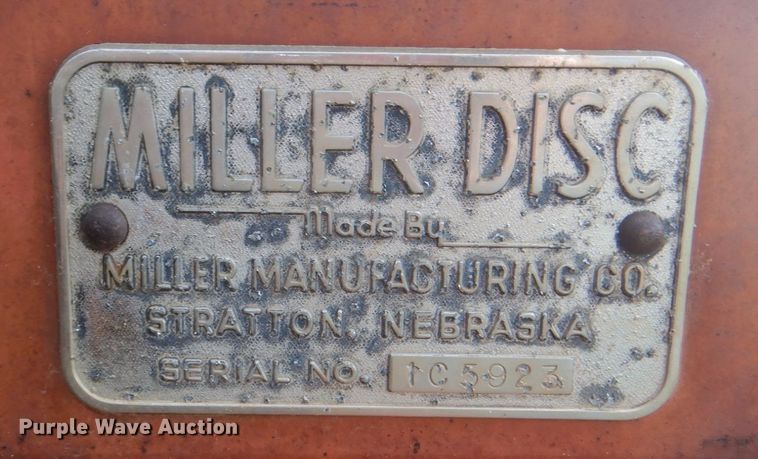 MILLER DISC
Made By
MILLER MANUFACTURING CO.
STRATTON, NEBRASKA
SERIAL NO. 1C5923
Purple Wave Auction